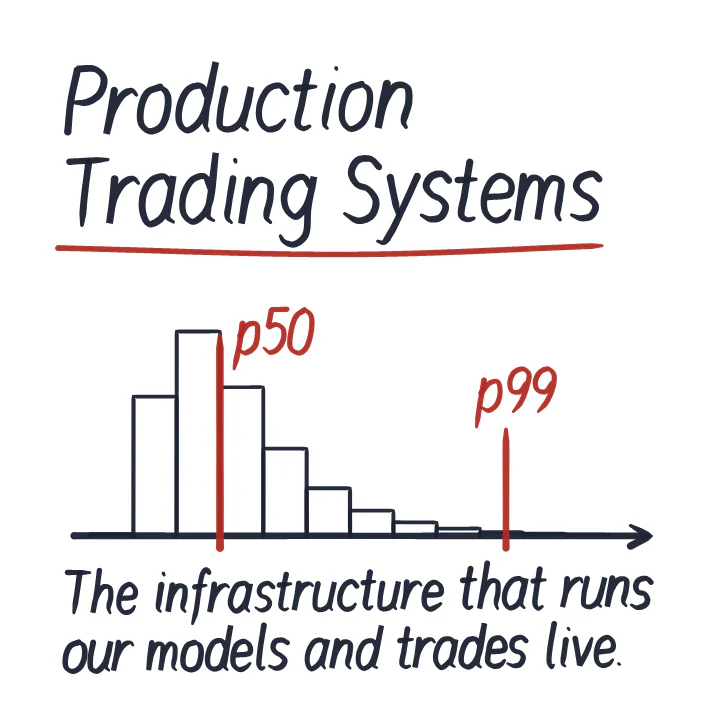 Production
Trading Systems
p50
p99
The infrastructure that runs
our models and trades live.